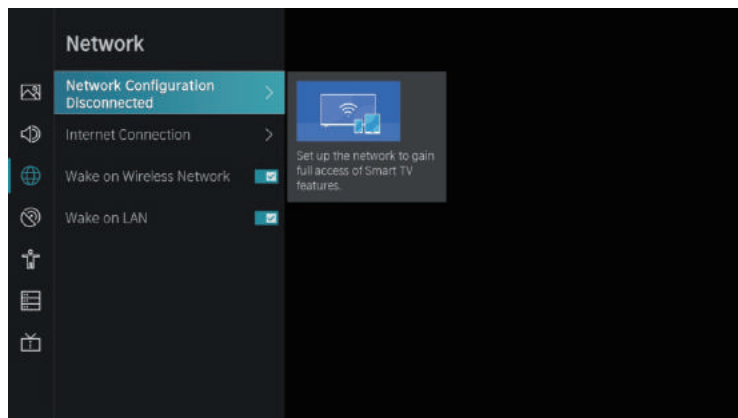 Network
Network Configuration
Disconnected
Internet Connection
Wake on Wireless Network
Wake on LAN
Set up the network to gain
full access of Smart TV
features.